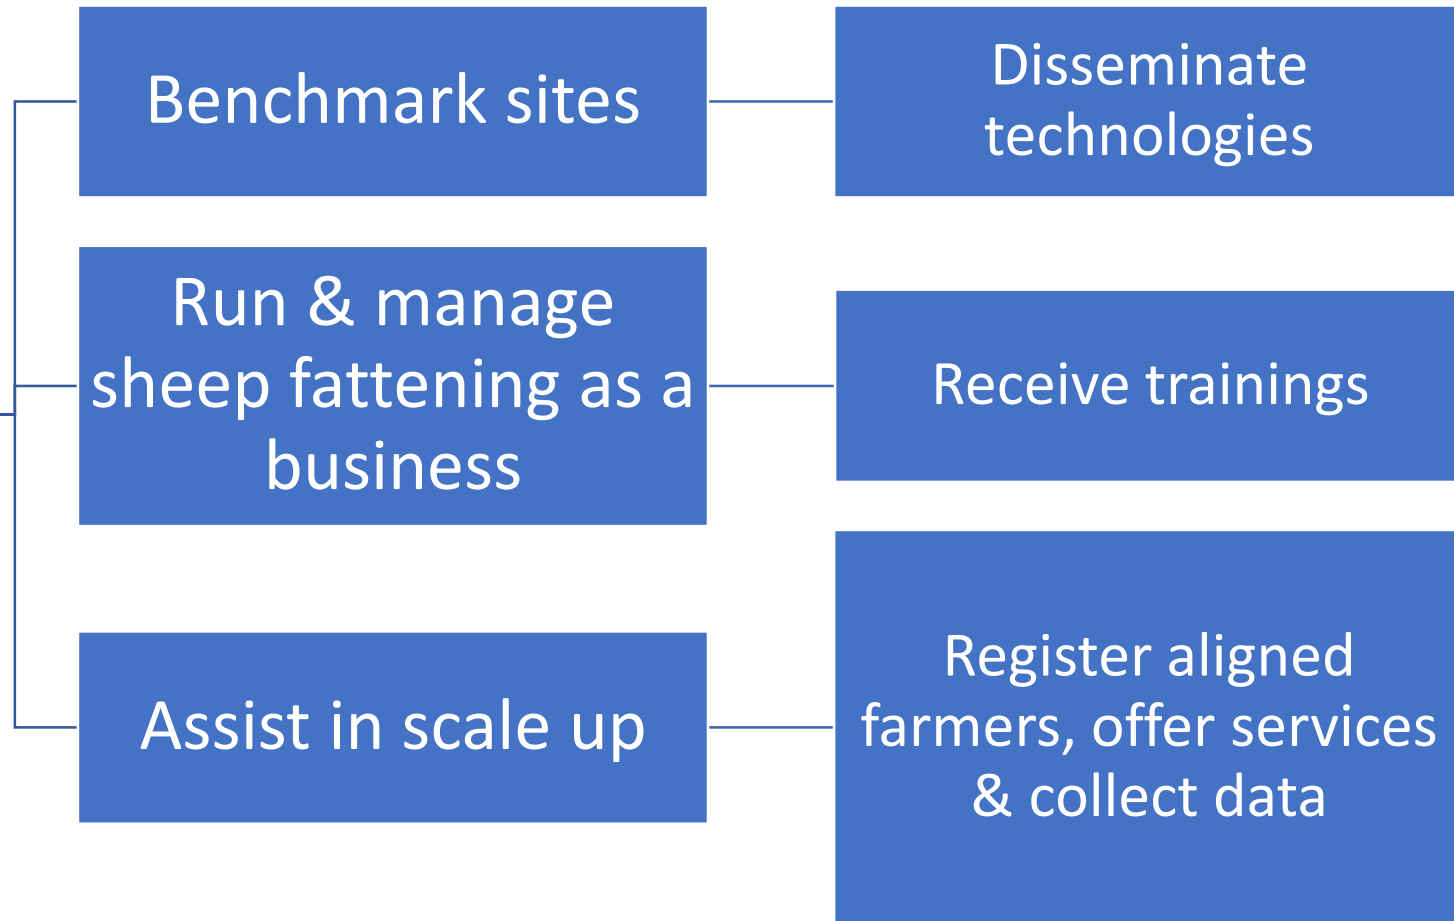 Benchmark sites
Disseminate
technologies
Run & manage
sheep fattening as a
business
Receive trainings
Assist in scale up
Register aligned
farmers, offer services
& collect data